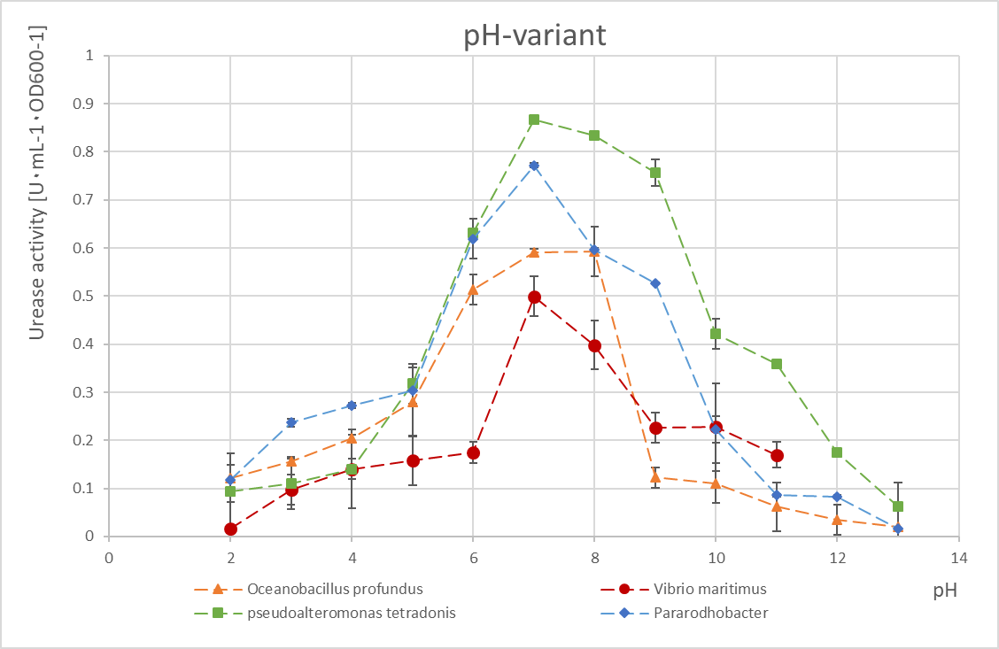 pH-variant
Urease activity [U·mL-1·OD600-1]
1
0.9
0.8
0.7
0.6
0.5
0.4
0.3
0.2
0.1
0
0 2 4 6 8 10 12 14
pH
Oceanobacillus profundus Vibrio maritimus
pseudoalteromonas tetradonis Pararodhobacter